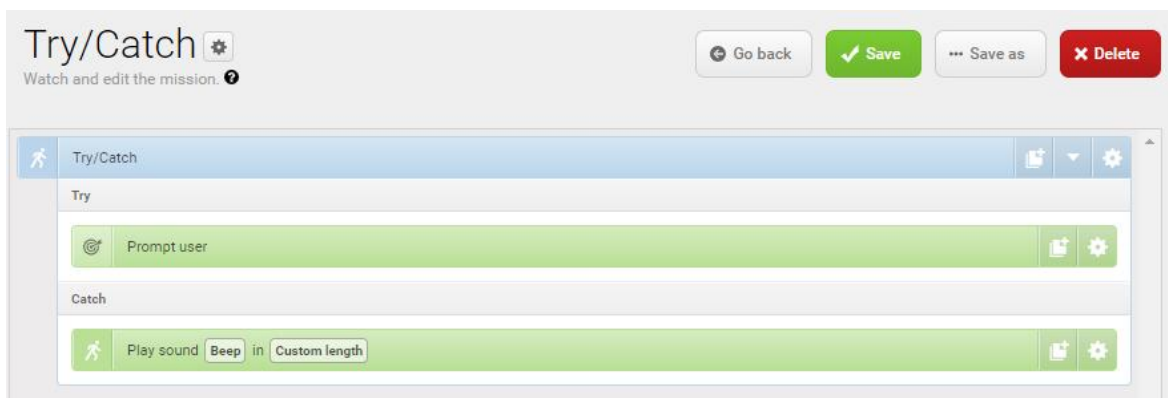 Try/Catch
Watch and edit the mission.
Go back
Save
Save as
Delete
Try/Catch
Try
Prompt user
Catch
Play sound Beep in Custom length